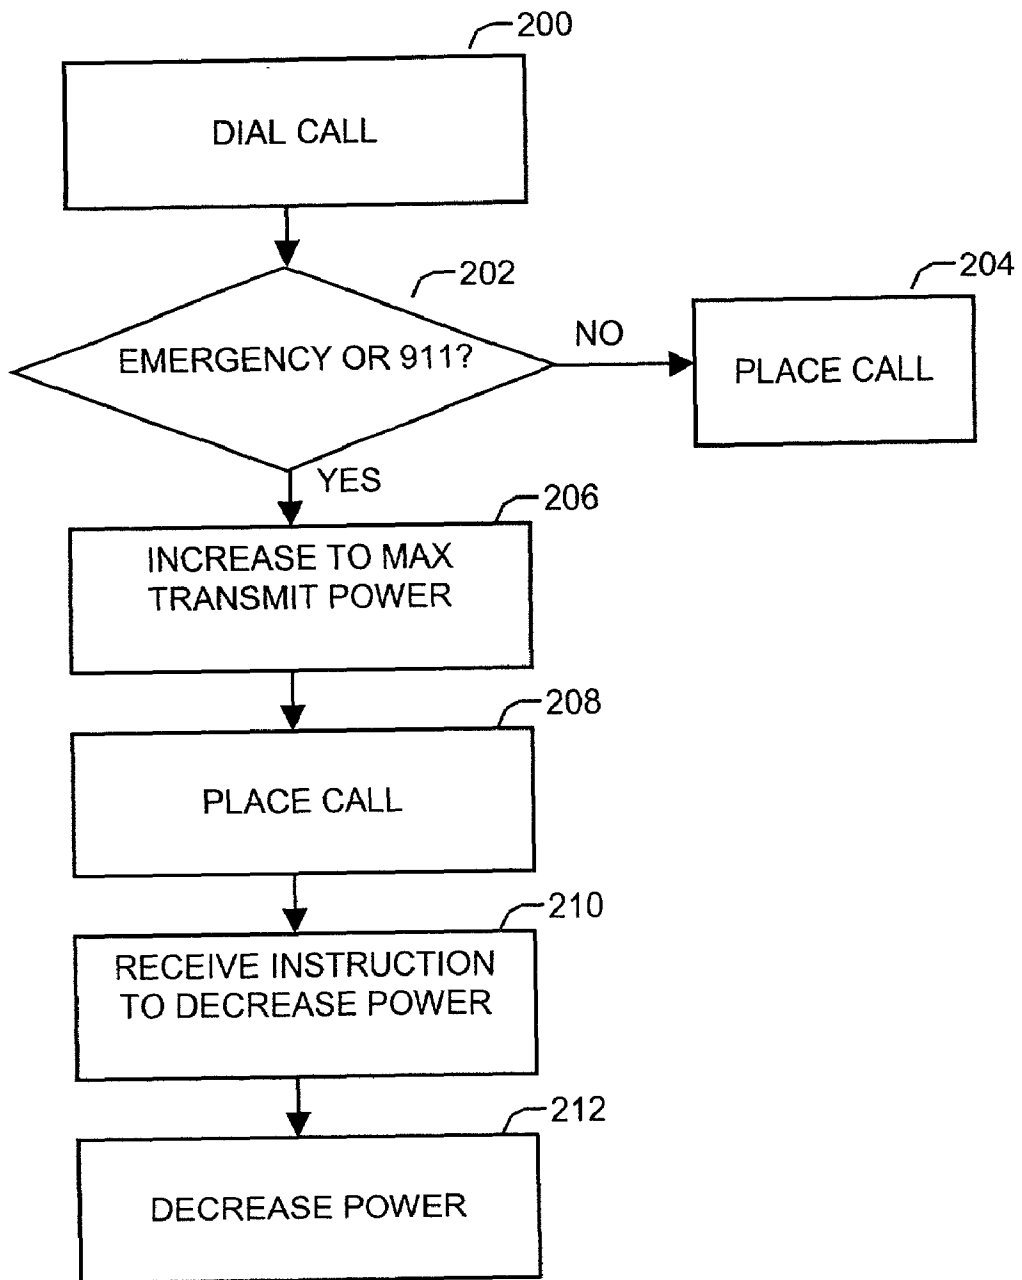 200
DIAL CALL
202
EMERGENCY OR 911?
NO
204
PLACE CALL
YES
206
INCREASE TO MAX
TRANSMIT POWER
208
PLACE CALL
210
RECEIVE INSTRUCTION
TO DECREASE POWER
212
DECREASE POWER